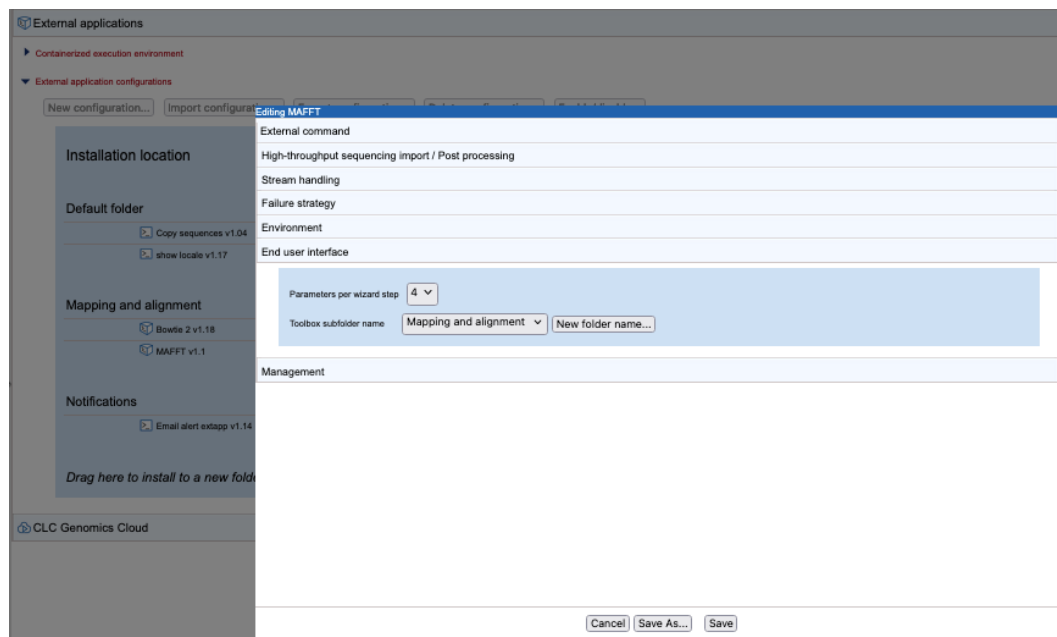 External applications
Containerized execution environment
External application configurations
New configuration... Import configurat
Editing MAFFT
External command
High-throughput sequencing import / Post processing
Stream handling
Failure strategy
Environment
End user interface
Parameters per wizard step 4
Toolbox subfolder name Mapping and alignment New folder name...
Management
Installation location
Default folder
Copy sequences v1.04
show locale v1.17
Mapping and alignment
Bowtie 2 v1.18
MAFFT v1.1
Notifications
Email alert extapp v1.14
Drag here to install to a new folde
CLC Genomics Cloud
Cancel Save As... Save